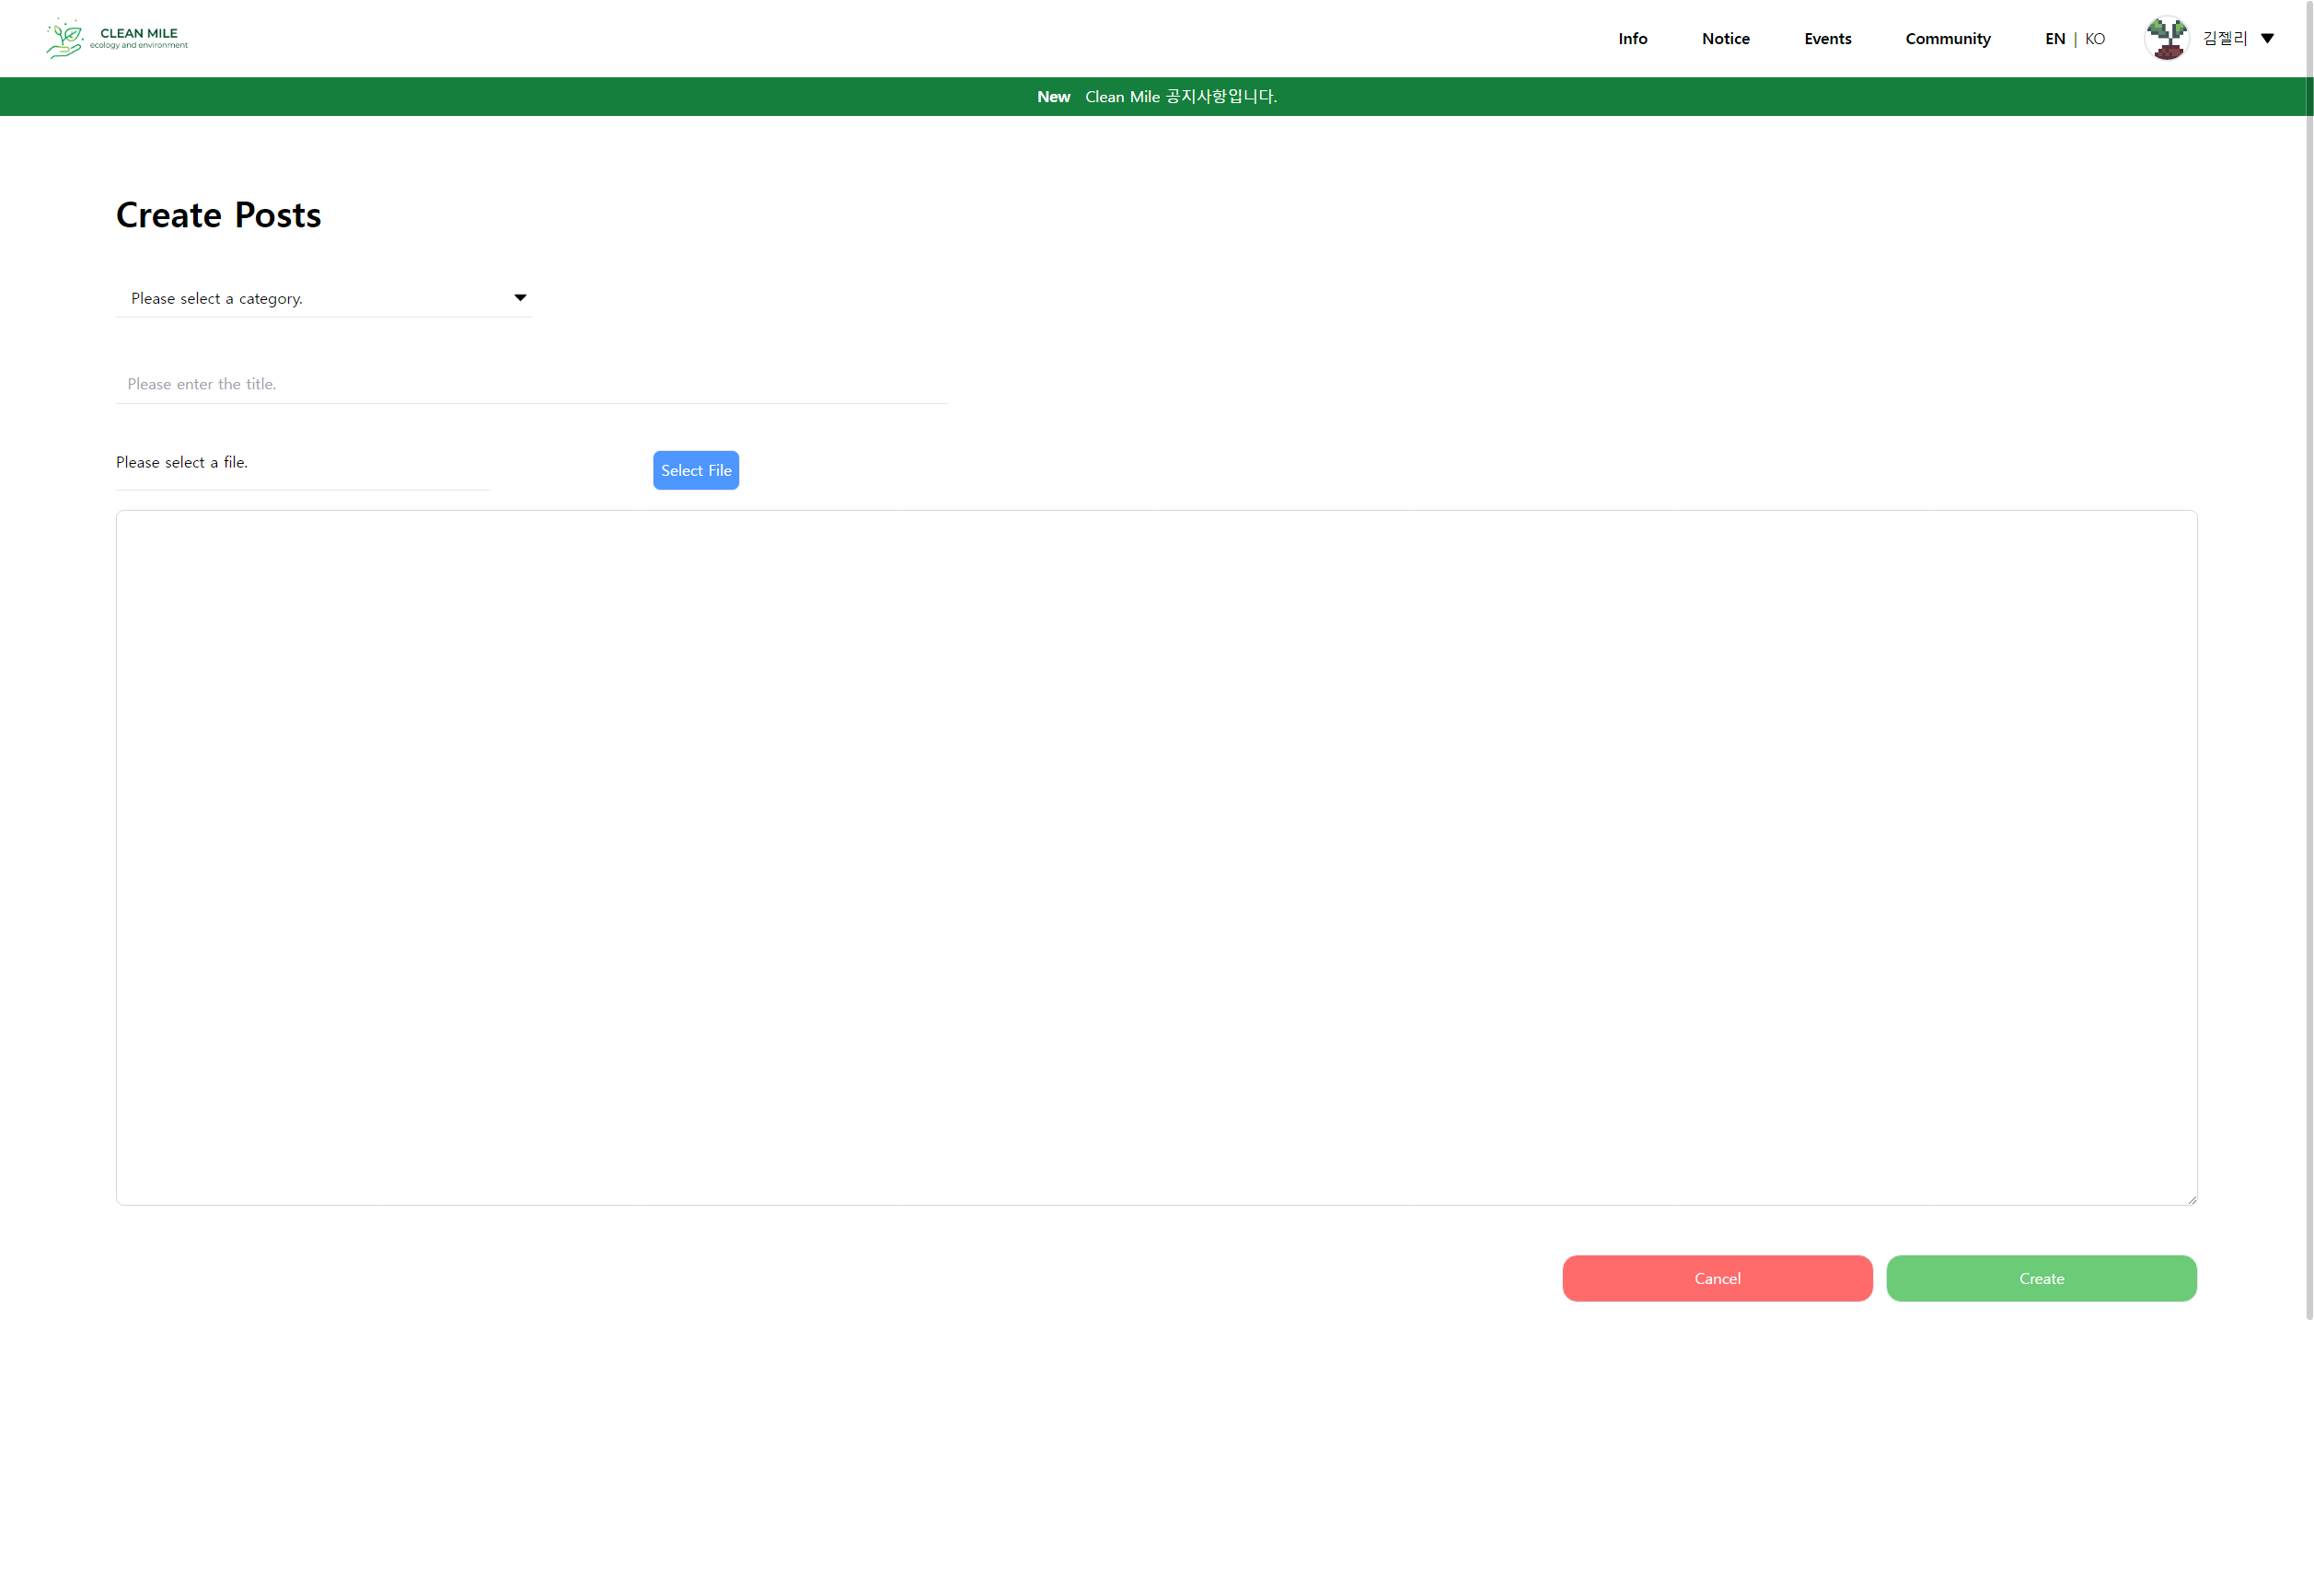 CLEAN MILE
ecology and environment
Info Notice Events Community EN | KO 김젤리
New Clean Mile 공지사항입니다.
Create Posts
Please select a category.
Please enter the title.
Please select a file.
Select File
Cancel Create